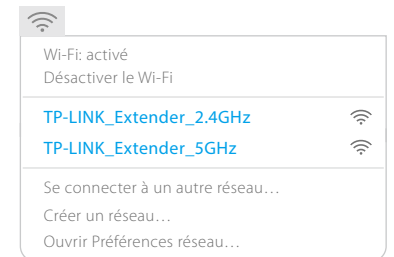 Wi-Fi: activé
Désactiver le Wi-Fi
TP-LINK_Extender_2.4GHz
TP-LINK_Extender_5GHz
Se connecter à un autre réseau…
Créer un réseau…
Ouvrir Préférences réseau…